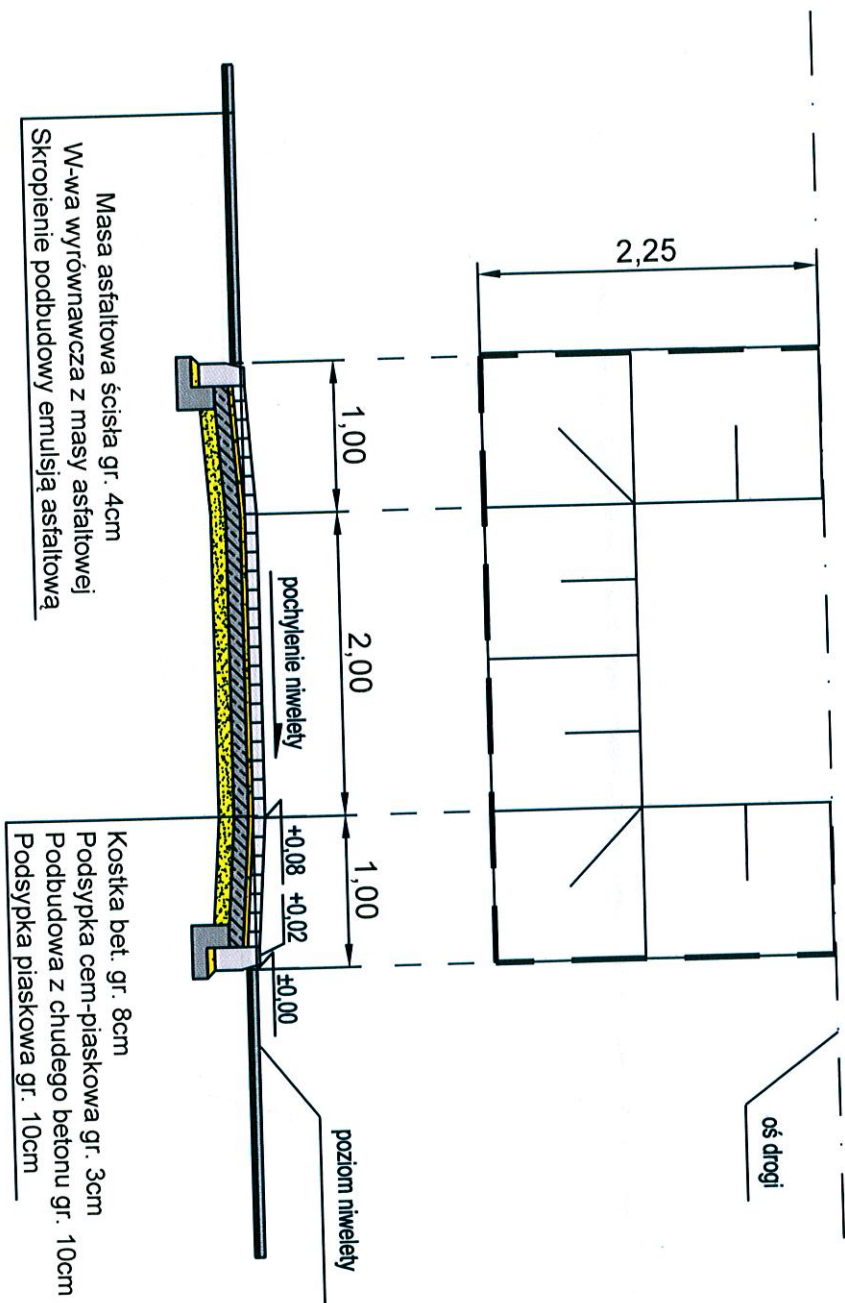 oś drogi
2,25
1,00
2,00
1,00
pochylenie niwelety
+0,08
+0,02
±0,00
poziom niwelety
Masa asfaltowa ścisła gr. 4cm
W-wa wyrównawcza z masy asfaltowej
Skropienie podbudowy emulsją asfaltową
Kostka bet. gr. 8cm
Podsypka cem-piaskowa gr. 3cm
Podbudowa z chudego betonu gr. 10cm
Podsypka piaskowa gr. 10cm